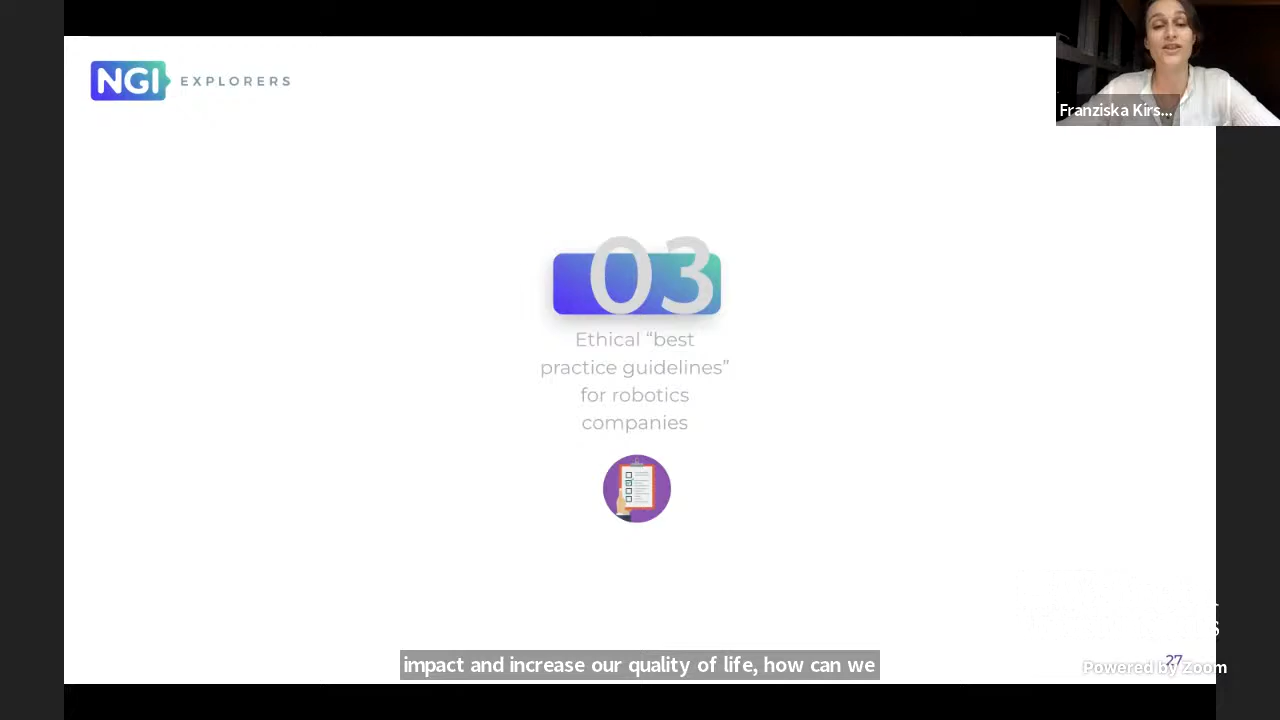 NGI EXPLORERS
Franziska Kirs...
03
Ethical “best
practice guidelines”
for robotics
companies
impact and increase our quality of life, how can we
27
Powered by Zoom